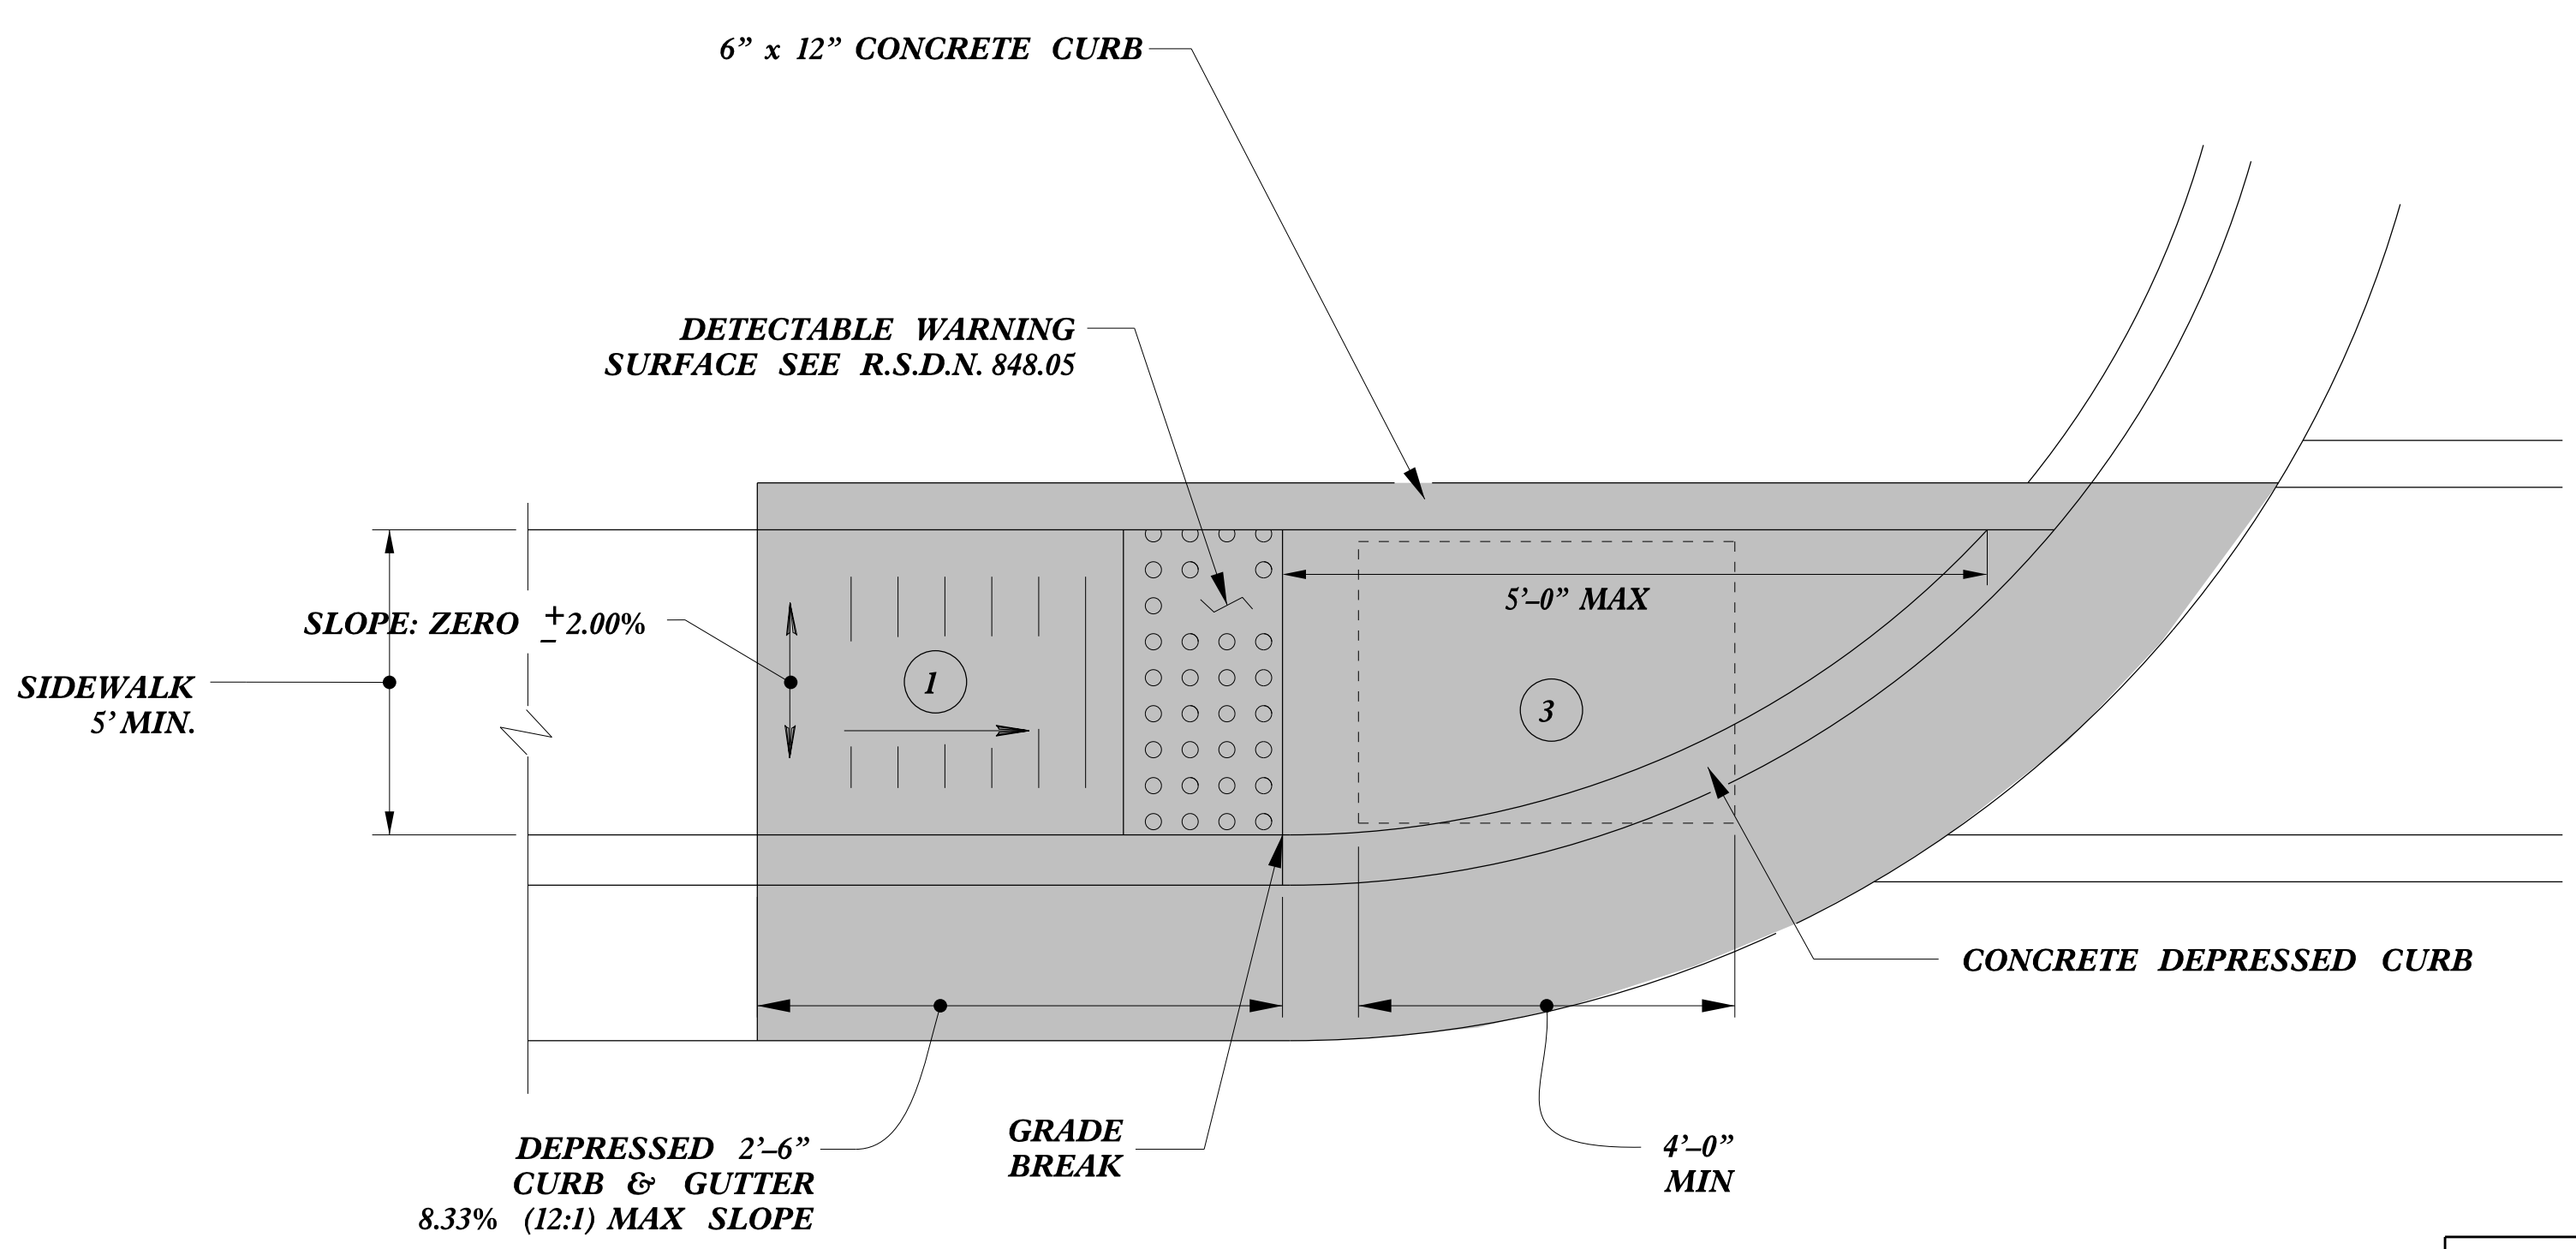 6” x 12” CONCRETE CURB
DETECTABLE WARNING
SURFACE SEE R.S.D.N. 848.05
5’–0” MAX
SLOPE: ZERO ±2.00%
SIDEWALK
5’ MIN.
1
3
CONCRETE DEPRESSED CURB
GRADE
BREAK
DEPRESSED 2’–6”
CURB & GUTTER
8.33% (12:1) MAX SLOPE
4’–0”
MIN